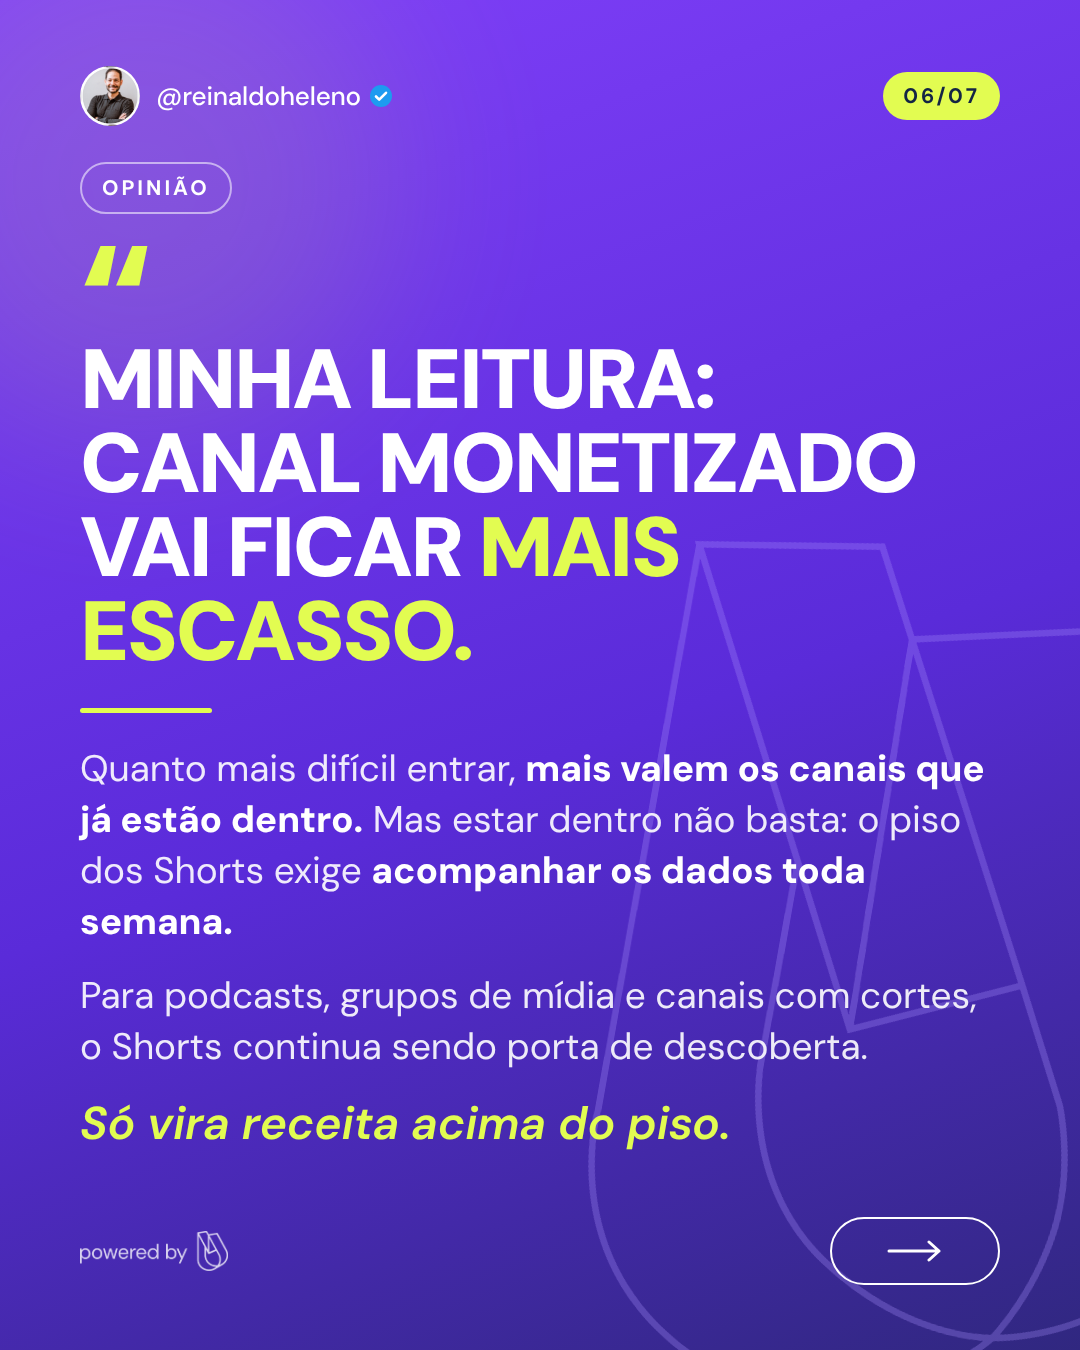 @reinaldoheleno
06/07
OPINIÃO
“
MINHA LEITURA:
CANAL MONETIZADO
VAI FICAR MAIS
ESCASSO.
Quanto mais difícil entrar, mais valem os canais que
já estão dentro. Mas estar dentro não basta: o piso
dos Shorts exige acompanhar os dados toda
semana.
Para podcasts, grupos de mídia e canais com cortes,
o Shorts continua sendo porta de descoberta.
Só vira receita acima do piso.
powered by